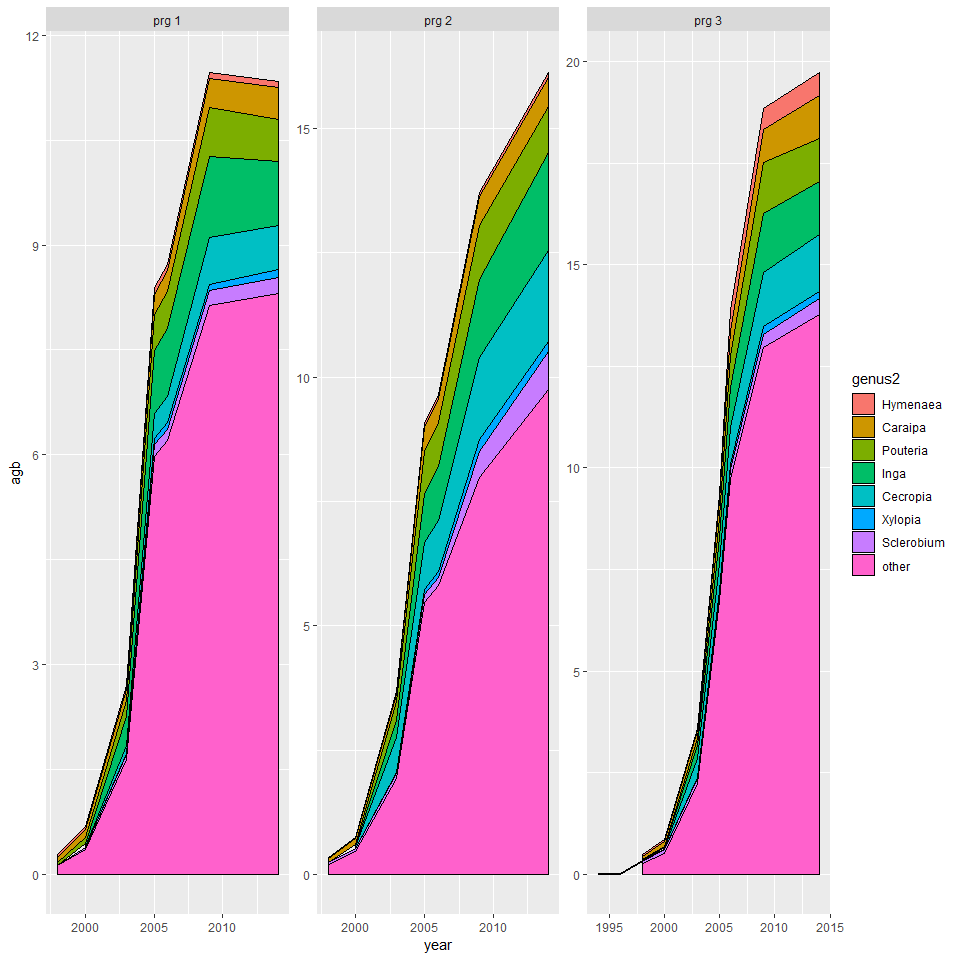 prg 1 prg 2 prg 3
12
9
6
3
0
15
10
5
0
20
15
10
5
0
agb
2000 2005 2010
2000 2005 2010
1995 2000 2005 2010 2015
year
genus2
Hymenaea
Caraipa
Pouteria
Inga
Cecropia
Xylopia
Sclerobium
other